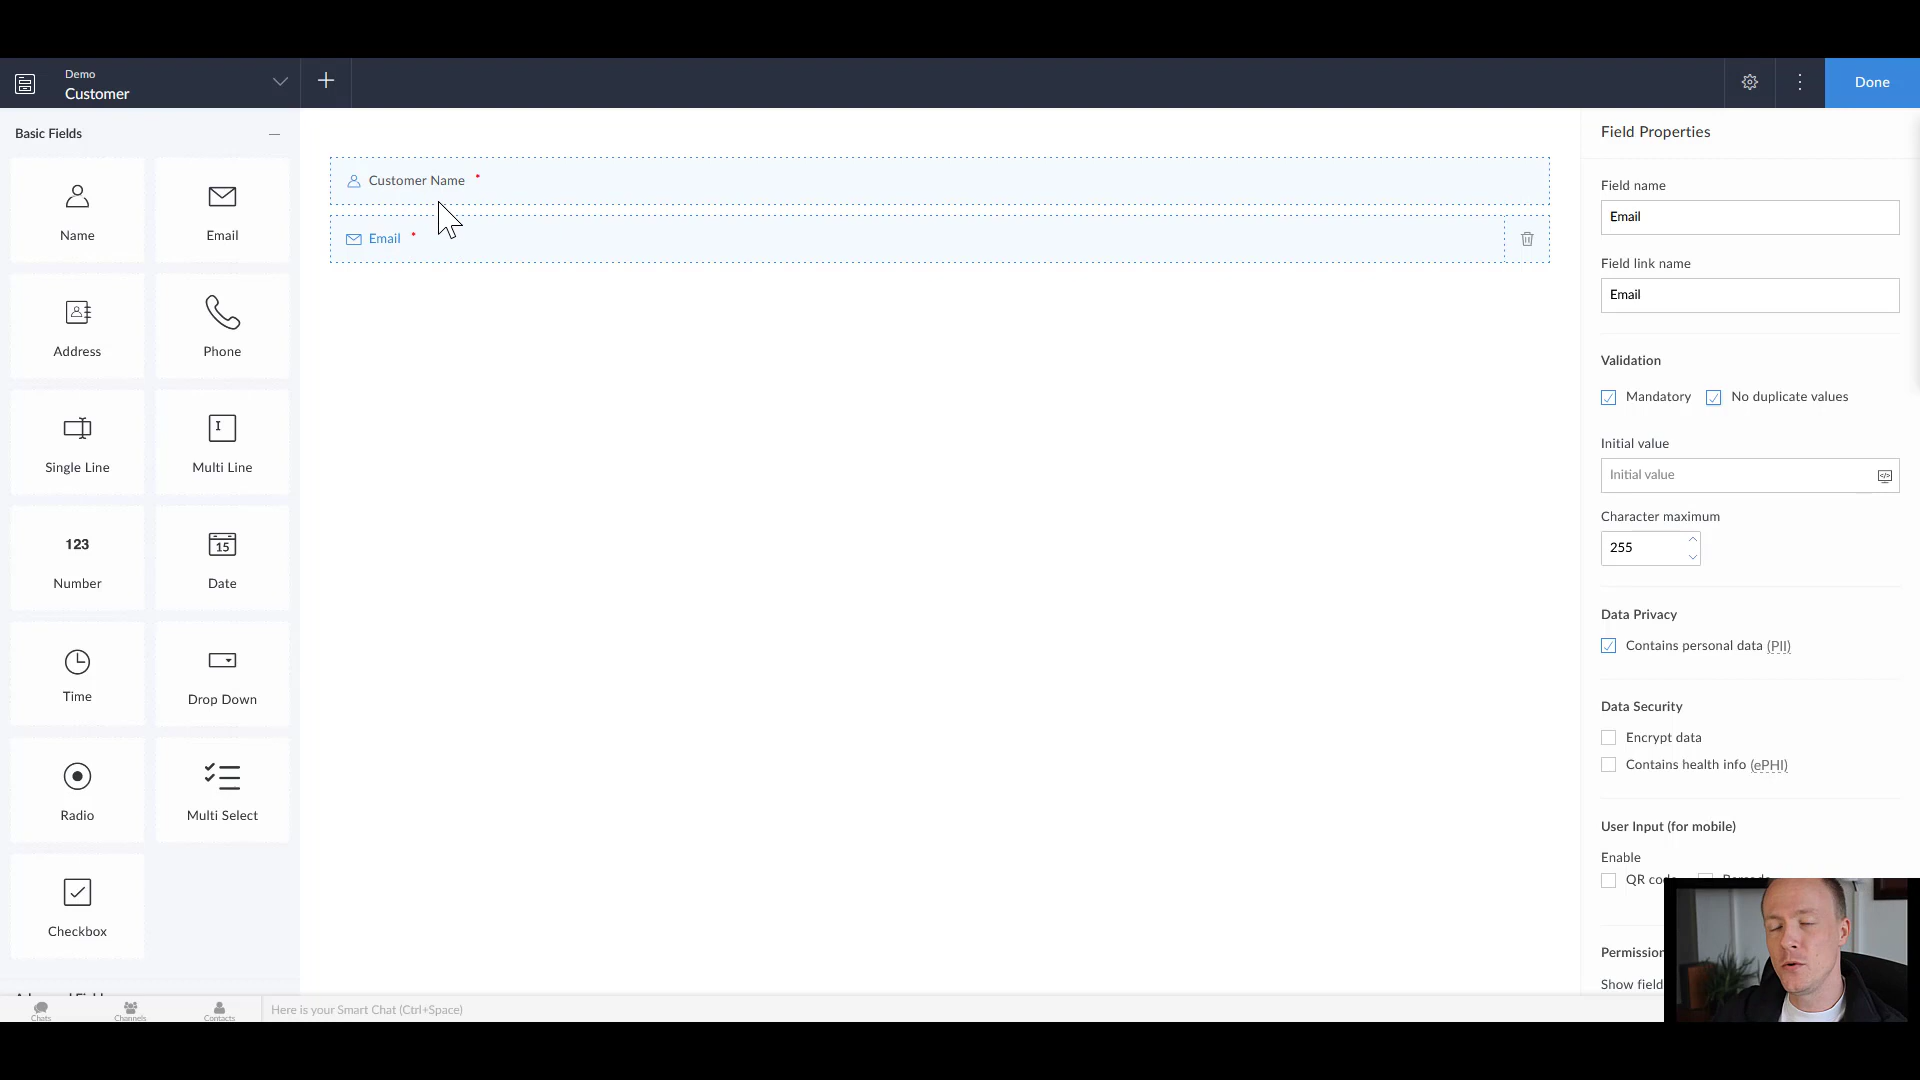 Demo
Customer
Done
Basic Fields
Name
Email
Address
Phone
Single Line
Multi Line
123
Number
15
Date
Time
Drop Down
Radio
Multi Select
Checkbox
Customer Name *
Email *
Field Properties
Field name
Email
Field link name
Email
Validation
Mandatory
No duplicate values
Initial value
Initial value
Character maximum
255
Data Privacy
Contains personal data (PII)
Data Security
Encrypt data
Contains health info (ePHI)
User Input (for mobile)
Enable
QR code
Permission
Show field
Chats
Channels
Contacts
Here is your Smart Chat (Ctrl+Space)